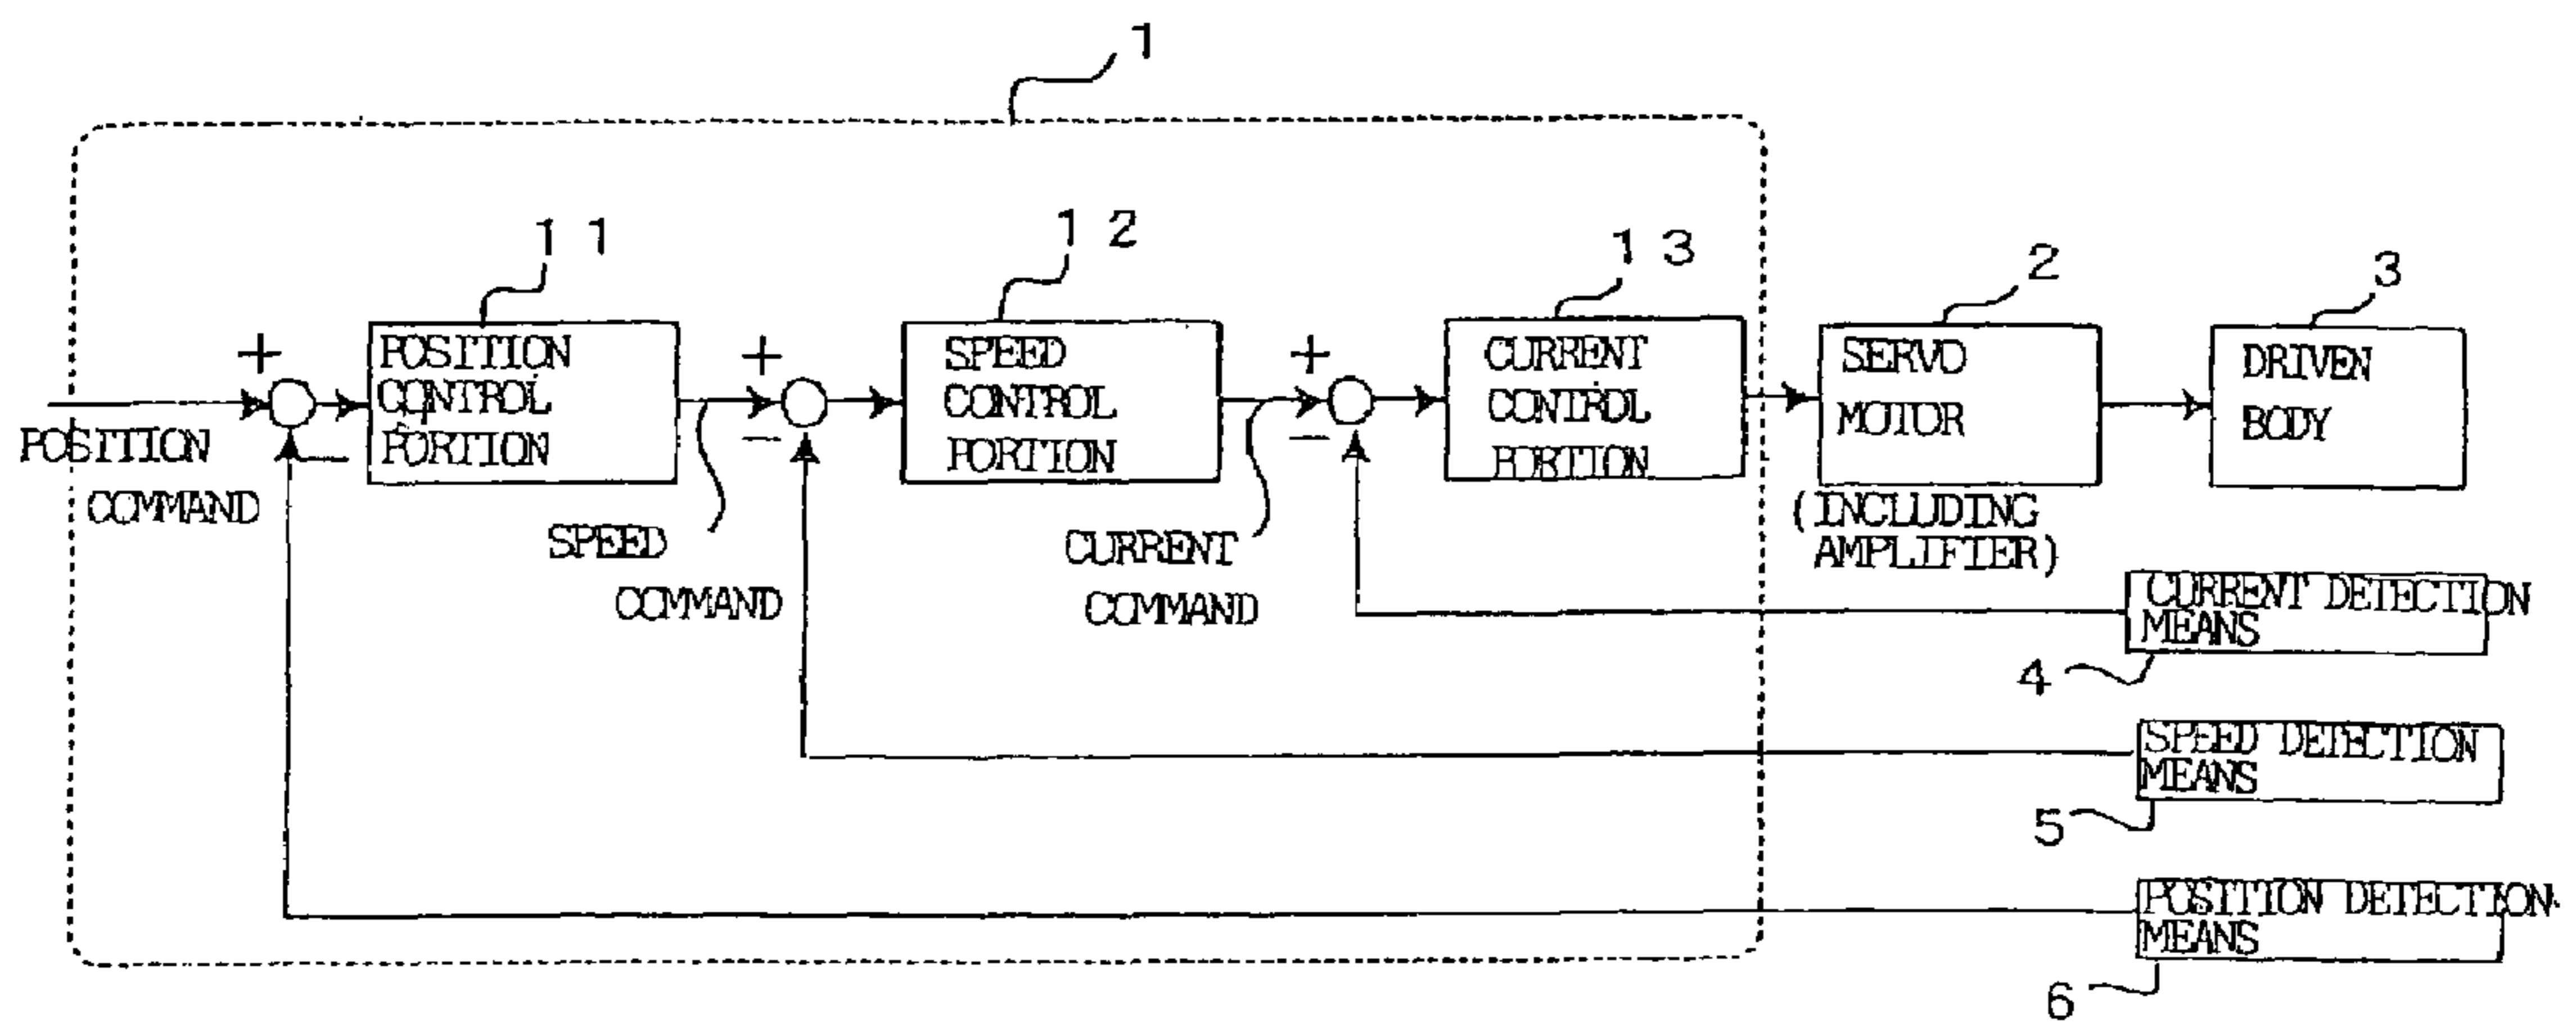 1
11
12
13
2
3
+
POSITION
CONTROL
PORTION
−
POSITION
COMMAND
+
SPEED
CONTROL
PORTION
−
SPEED
COMMAND
+
CURRENT
CONTROL
PORTION
−
CURRENT
COMMAND
SERVO
MOTOR
(INCLUDING
AMPLIFIER)
DRIVEN
BODY
CURRENT DETECTION
MEANS
4
SPEED DETECTION
MEANS
5
POSITION DETECTION
MEANS
6